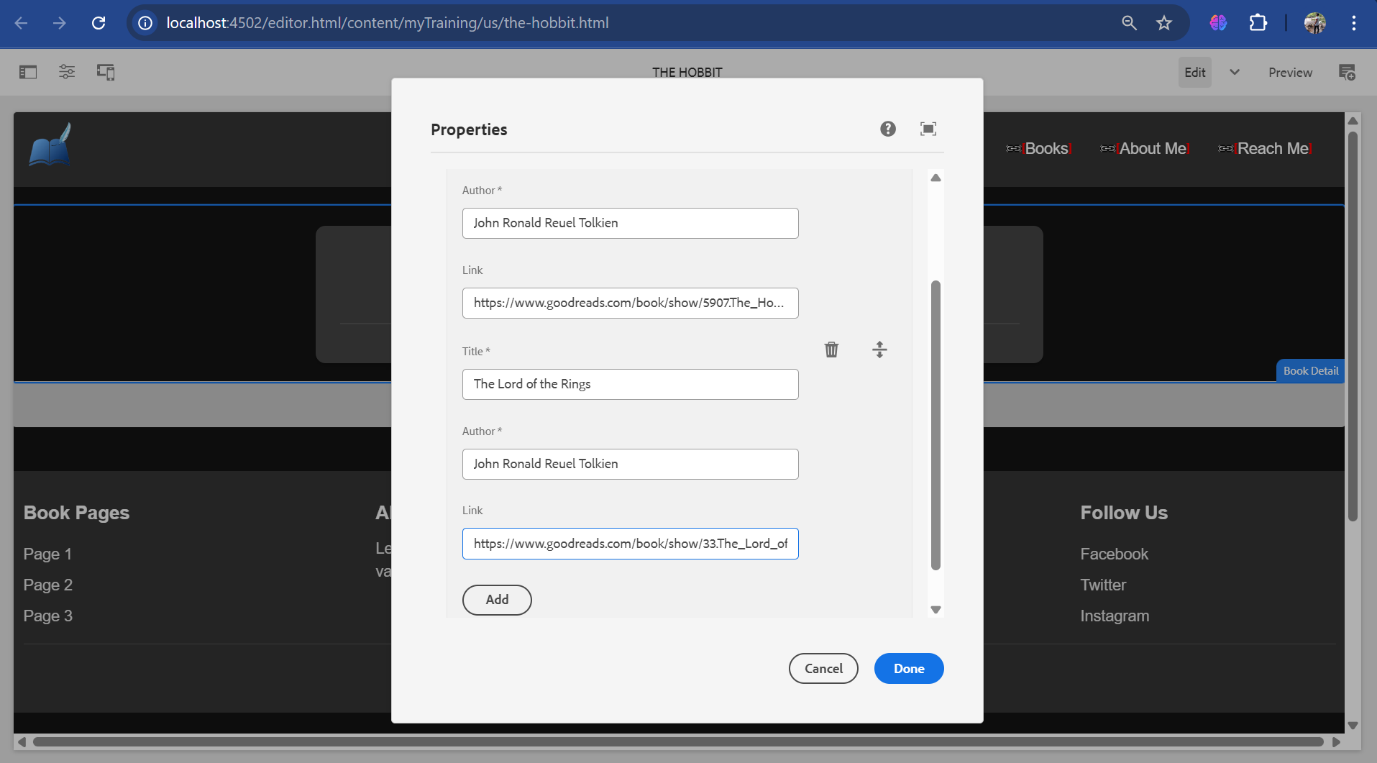 localhost:4502/editor.html/content/myTraining/us/the-hobbit.html
THE HOBBIT
Edit
Preview
Properties
Books
About Me
Reach Me
Author *
John Ronald Reuel Tolkien
Link
https://www.goodreads.com/book/show/5907.The_Ho...
Title *
The Lord of the Rings
Book Detail
Author *
John Ronald Reuel Tolkien
Link
https://www.goodreads.com/book/show/33.The_Lord_of
Add
Cancel
Done
Book Pages
Page 1
Page 2
Page 3
Follow Us
Facebook
Twitter
Instagram